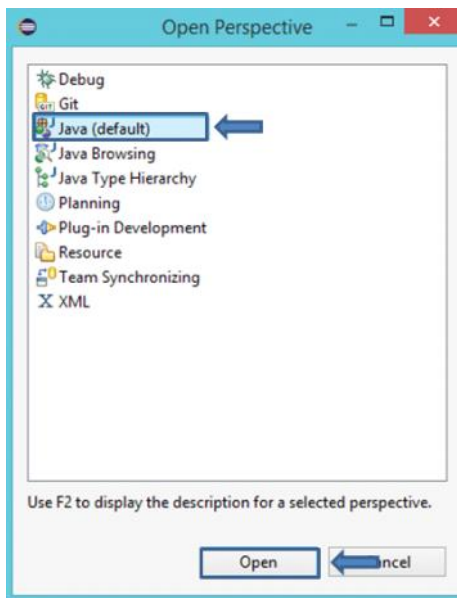 Open Perspective
Debug
Git
Java (default)
Java Browsing
Java Type Hierarchy
Planning
Plug-in Development
Resource
Team Synchronizing
X XML
Use F2 to display the description for a selected perspective.
Open
ncel